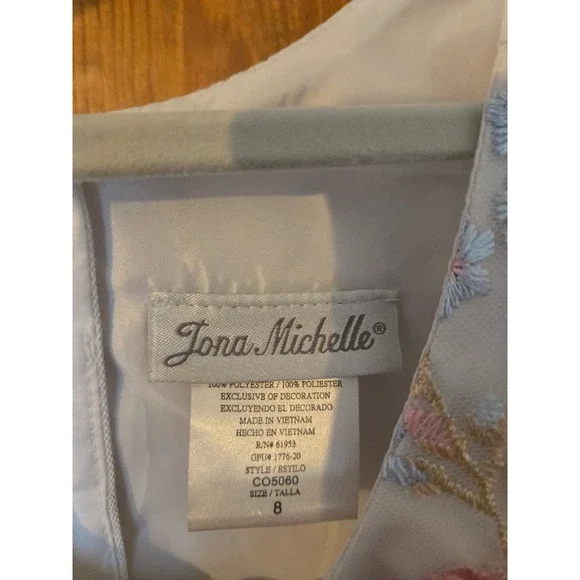 Jona Michelle®
100% POLYESTER / 100% POLIESTER
EXCLUSIVE OF DECORATION
EXCLUYENDO EL DECORADO
MADE IN VIETNAM
HECHO EN VIETNAM
R/N# 61953
GPU# 1776-20
STYLE / ESTILO
CO5060
SIZE / TALLA
8